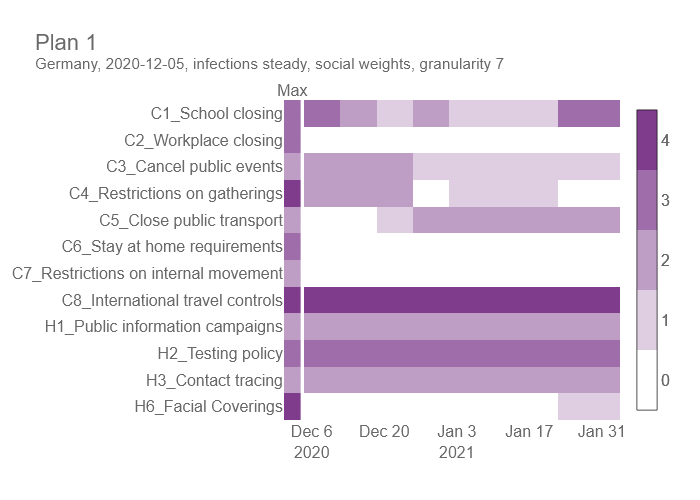 Plan 1
Germany, 2020-12-05, infections steady, social weights, granularity 7
Max
C1_School closing
C2_Workplace closing
C3_Cancel public events
C4_Restrictions on gatherings
C5_Close public transport
C6_Stay at home requirements
C7_Restrictions on internal movement
C8_International travel controls
H1_Public information campaigns
H2_Testing policy
H3_Contact tracing
H6_Facial Coverings
Dec 6 Dec 20 Jan 3 Jan 17 Jan 31
2020 2021
4
3
2
1
0